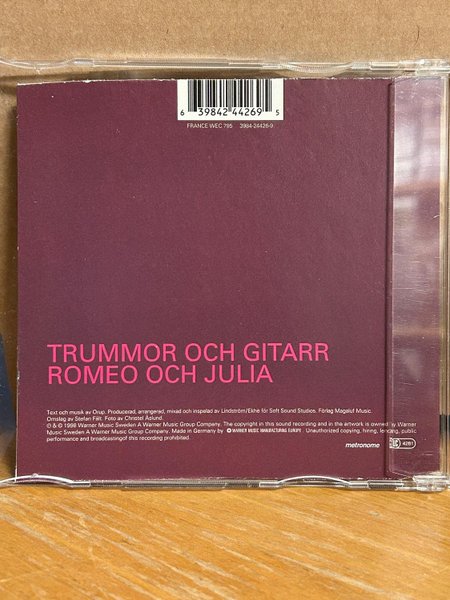 6 39842 44269 5
FRANCE WEC 795 3984-24426-9
TRUMMOR OCH GITARR
ROMEO OCH JULIA
Text och musik av Orup. Producerad, arrangerad, mixad och inspelad av Lindström/Ekhe för Soft Sound Studios. Förlag Magaluf Music.
Omslag av Stefan Fält. Foto av Christel Åslund.
℗ & © 1998 Warner Music Sweden A Warner Music Group Company. The copyright in this sound recording and in the artwork is owned by Warner
Music Sweden A Warner Music Group Company. Made in Germany by WARNER MUSIC MANUFACTURING EUROPE. Unauthorized copying, hiring, lending, public
performance and broadcastingof this recording prohibited.
metronome
LC 4281